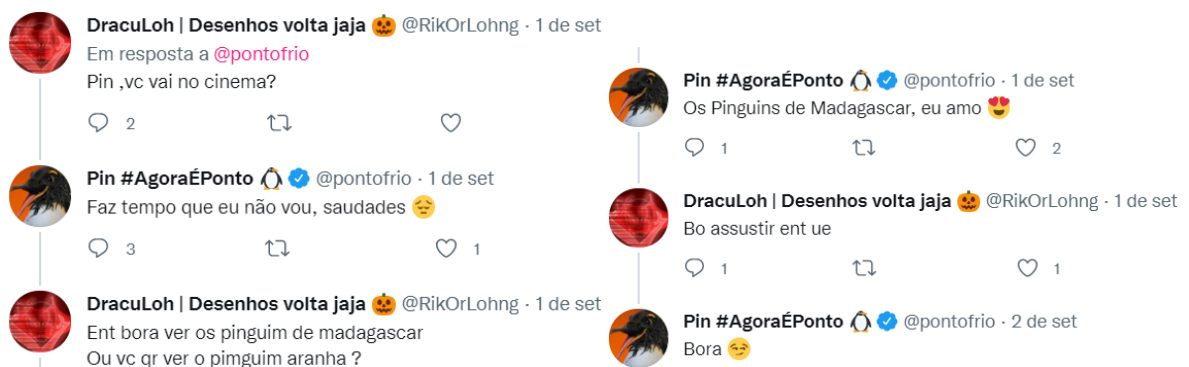 DracuLoh | Desenhos volta jaja 🎃 @RikOrLohng · 1 de set
Em resposta a @pontofrio
Pin ,vc vai no cinema?
2
Pin #AgoraÉPonto 🐧 @pontofrio · 1 de set
Faz tempo que eu não vou, saudades 😔
3 1
DracuLoh | Desenhos volta jaja 🎃 @RikOrLohng · 1 de set
Ent bora ver os pinguim de madagascar
Ou vc qr ver o pimguim aranha ?
Pin #AgoraÉPonto 🐧 @pontofrio · 1 de set
Os Pinguins de Madagascar, eu amo 😍
1 2
DracuLoh | Desenhos volta jaja 🎃 @RikOrLohng · 1 de set
Bo assustir ent ue
1 1
Pin #AgoraÉPonto 🐧 @pontofrio · 2 de set
Bora 😏